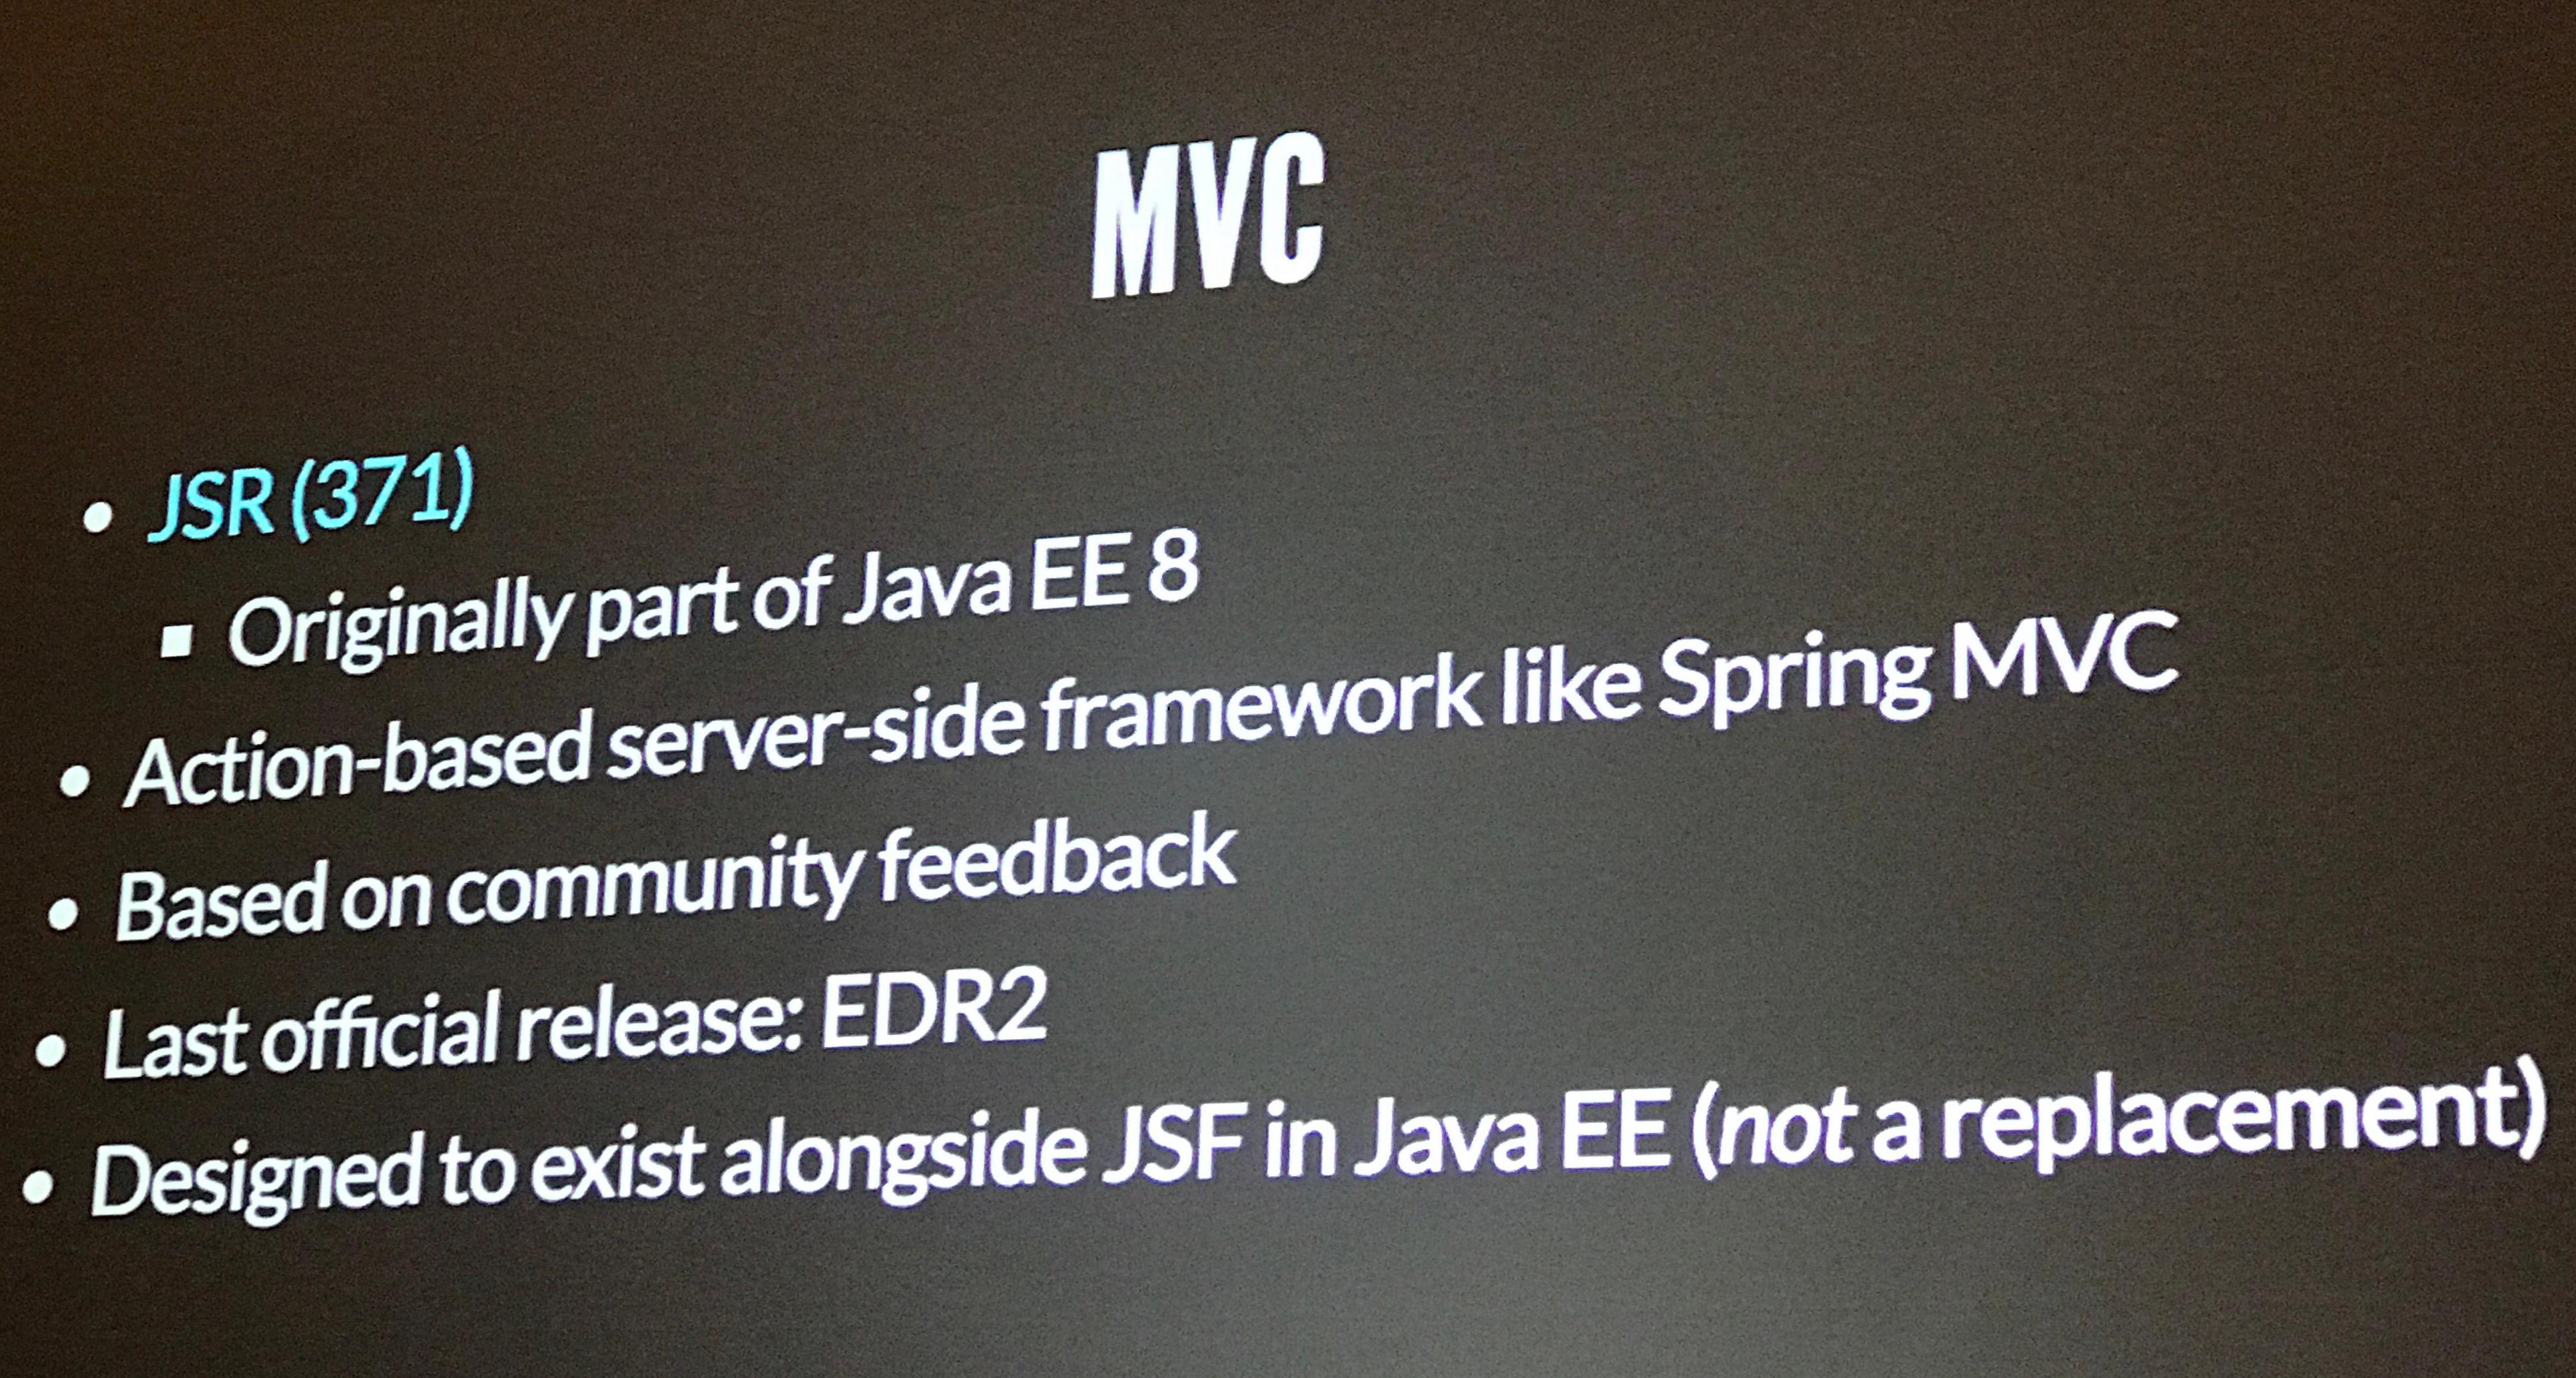 MVC
• JSR (371)
▪ Originally part of Java EE 8
• Action-based server-side framework like Spring MVC
• Based on community feedback
• Last official release: EDR2
• Designed to exist alongside JSF in Java EE (not a replacement)